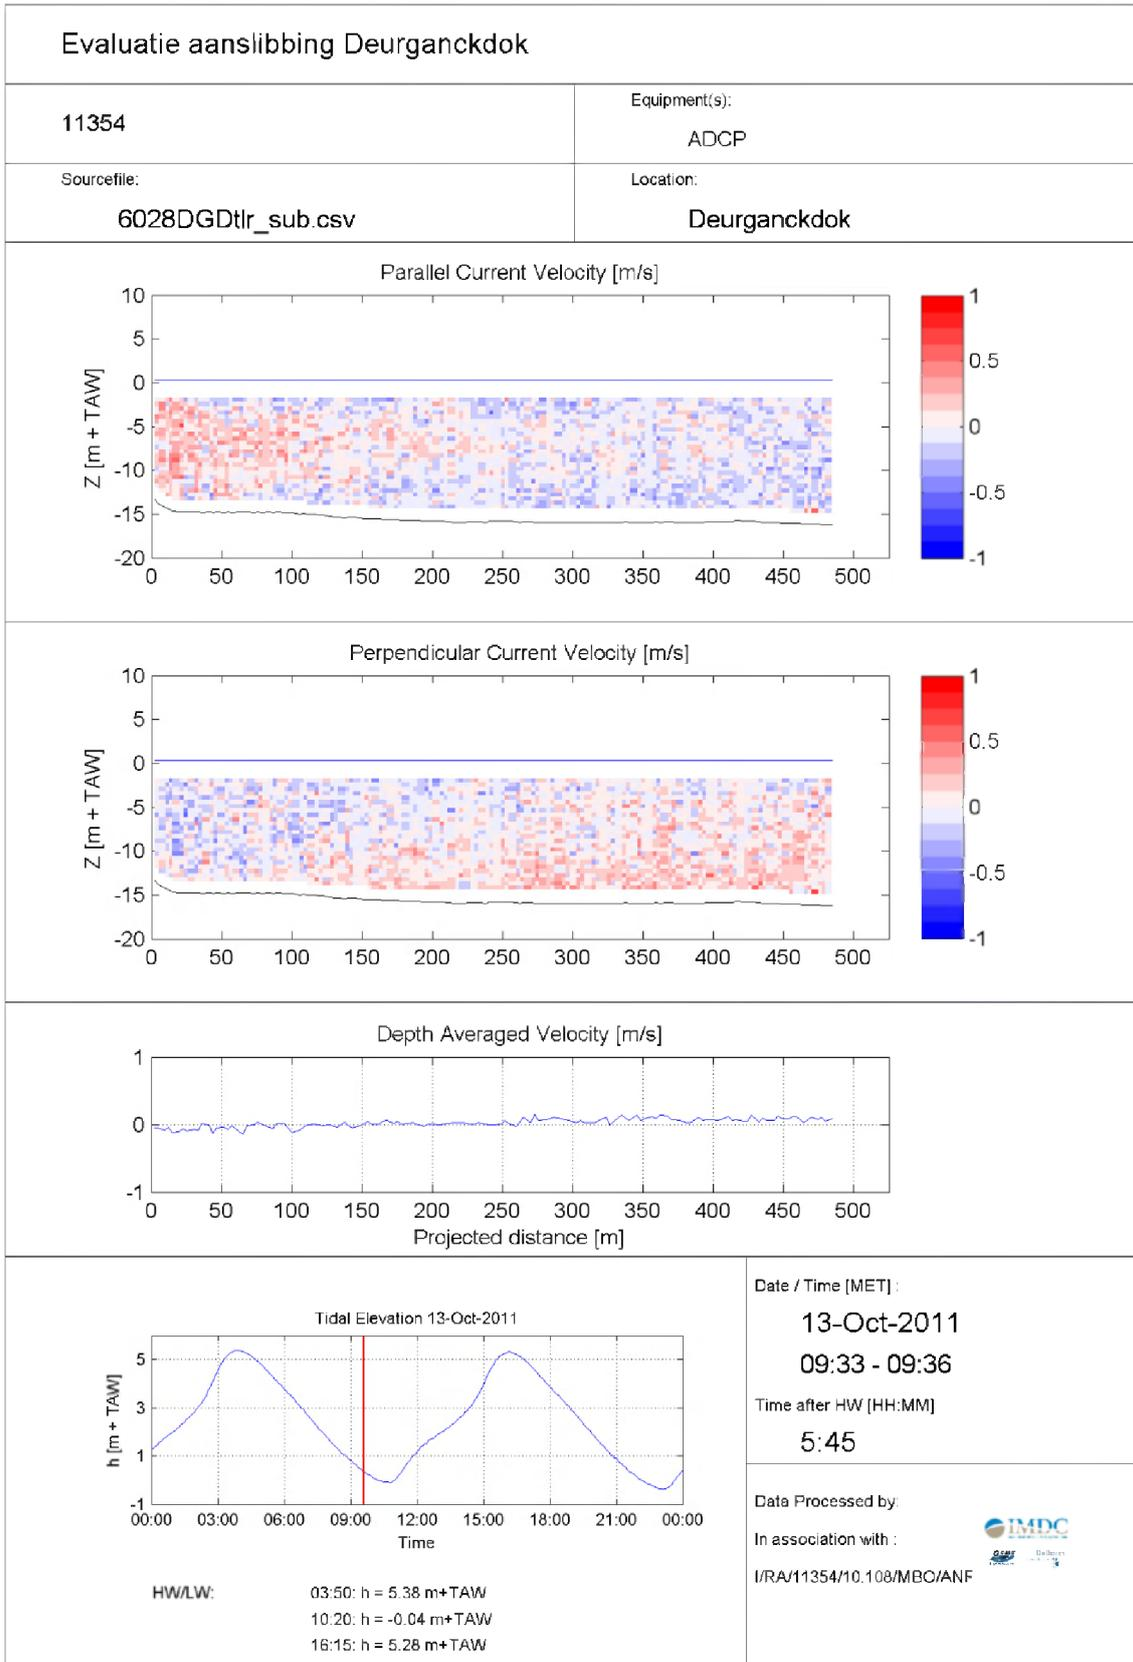 Evaluatie aanslibbing Deurganckdok
11354
Equipment(s):
ADCP
Sourcefile:
6028DGDtlr_sub.csv
Location:
Deurganckdok
Parallel Current Velocity [m/s]
10
5
0
-5
-10
-15
-20
Z [m + TAW]
0 50 100 150 200 250 300 350 400 450 500
1
0.5
0
-0.5
-1
Perpendicular Current Velocity [m/s]
10
5
0
-5
-10
-15
-20
Z [m + TAW]
0 50 100 150 200 250 300 350 400 450 500
1
0.5
0
-0.5
-1
Depth Averaged Velocity [m/s]
1
0
-1
0 50 100 150 200 250 300 350 400 450 500
Projected distance [m]
Tidal Elevation 13-Oct-2011
5
3
1
-1
h [m + TAW]
00:00 03:00 06:00 09:00 12:00 15:00 18:00 21:00 00:00
Time
HW/LW:
03:50: h = 5.38 m+TAW
10:20: h = -0.04 m+TAW
16:15: h = 5.28 m+TAW
Date / Time [MET] :
13-Oct-2011
09:33 - 09:36
Time after HW [HH:MM]
5:45
Data Processed by:
IMDC
In association with :
I/RA/11354/10.108/MBO/ANF